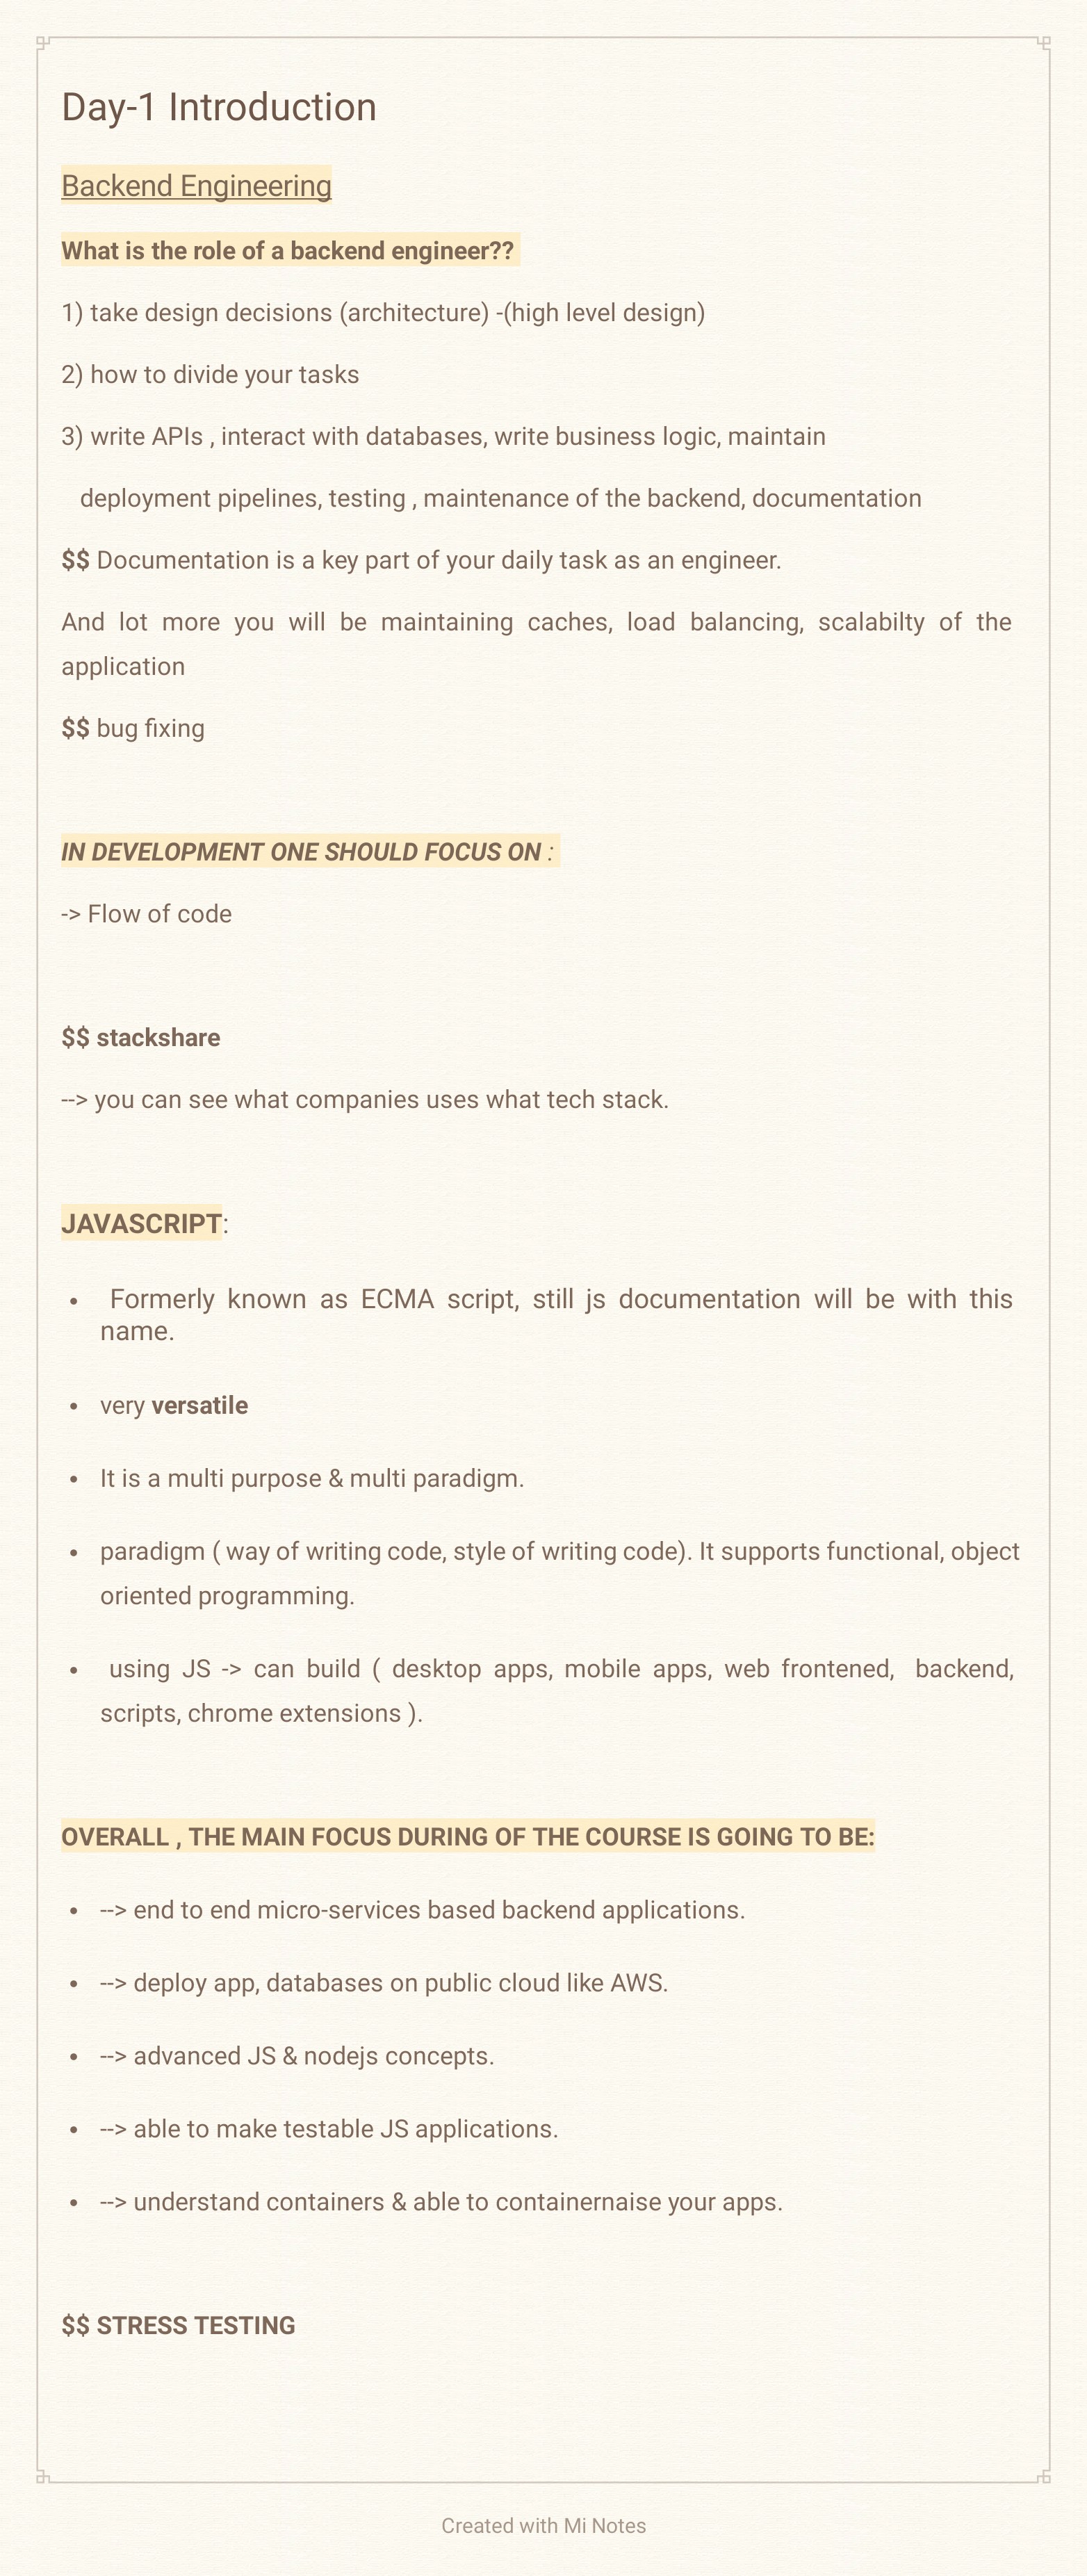 Day-1 Introduction
Backend Engineering
What is the role of a backend engineer??
1) take design decisions (architecture) -(high level design)
2) how to divide your tasks
3) write APIs , interact with databases, write business logic, maintain
deployment pipelines, testing , maintenance of the backend, documentation
$$ Documentation is a key part of your daily task as an engineer.
And lot more you will be maintaining caches, load balancing, scalabilty of the
application
$$ bug fixing
IN DEVELOPMENT ONE SHOULD FOCUS ON :
-> Flow of code
$$ stackshare
--> you can see what companies uses what tech stack.
JAVASCRIPT:
• Formerly known as ECMA script, still js documentation will be with this
name.
• very versatile
• It is a multi purpose & multi paradigm.
• paradigm ( way of writing code, style of writing code). It supports functional, object
oriented programming.
• using JS -> can build ( desktop apps, mobile apps, web frontened, backend,
scripts, chrome extensions ).
OVERALL , THE MAIN FOCUS DURING OF THE COURSE IS GOING TO BE:
• --> end to end micro-services based backend applications.
• --> deploy app, databases on public cloud like AWS.
• --> advanced JS & nodejs concepts.
• --> able to make testable JS applications.
• --> understand containers & able to containernaise your apps.
$$ STRESS TESTING
Created with Mi Notes